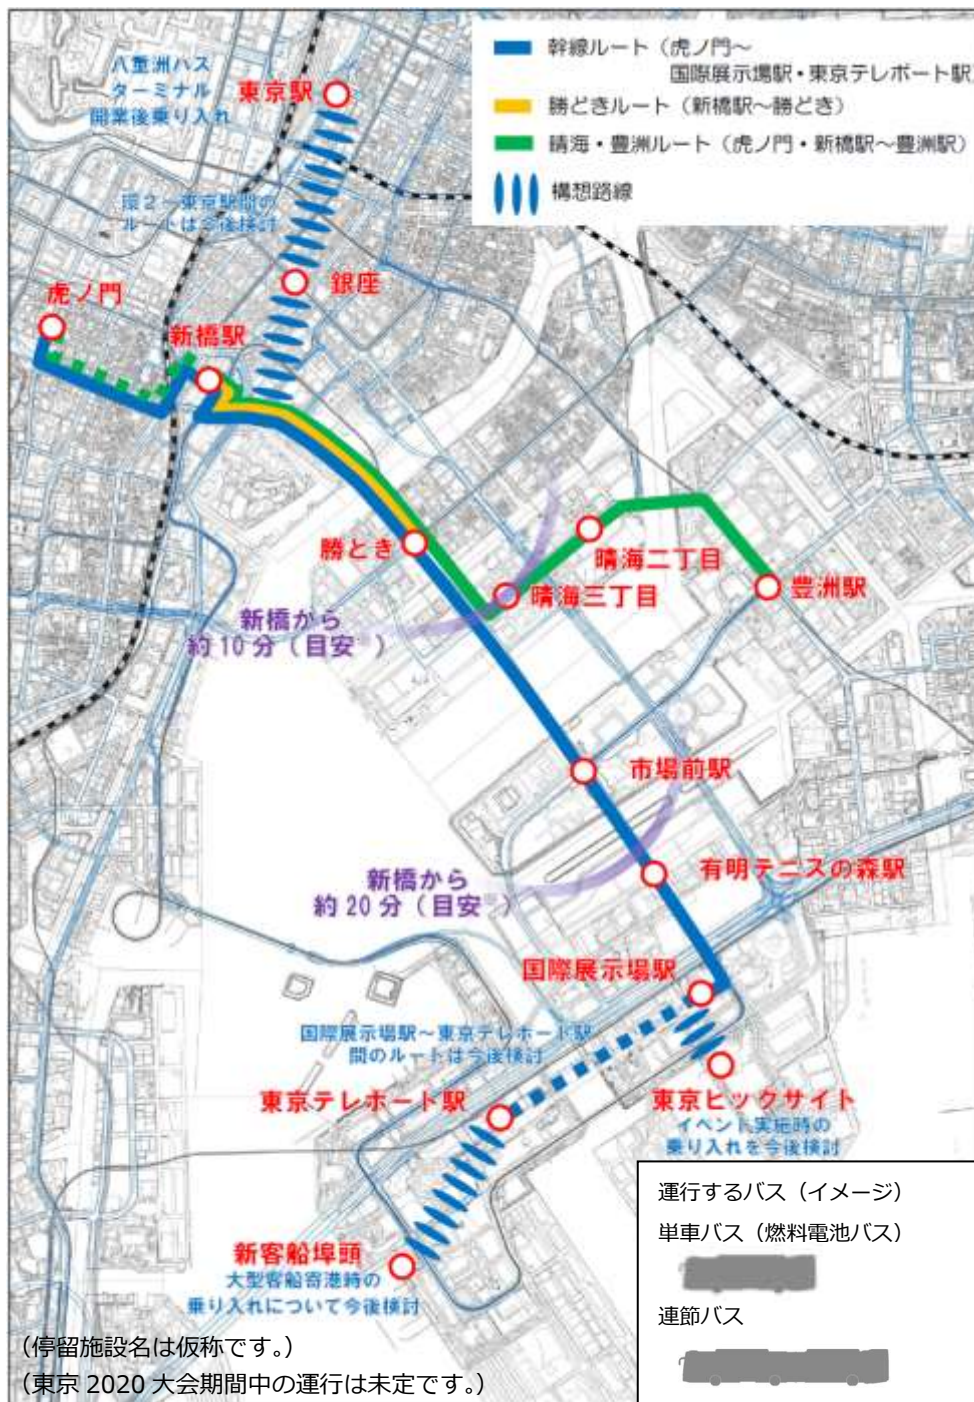 幹線ルート（虎ノ門～
国際展示場駅・東京テレポート駅）
勝どきルート（新橋駅～勝どき）
晴海・豊洲ルート（虎ノ門・新橋駅～豊洲駅）
構想路線
八重洲バス
ターミナル
開業後乗り入れ
東京駅
環２～東京駅間の
ルートは今後検討
銀座
虎ノ門
新橋駅
勝どき
晴海二丁目
晴海三丁目
豊洲駅
新橋から
約10分（目安　）
市場前駅
有明テニスの森駅
新橋から
約20分（目安　）
国際展示場駅
国際展示場駅～東京テレポート駅
間のルートは今後検討
東京テレポート駅
東京ビックサイト
イベント実施時の
乗り入れを今後検討
新客船埠頭
大型客船寄港時の
乗り入れについて今後検討
運行するバス（イメージ）
単車バス（燃料電池バス）
連節バス
（停留施設名は仮称です。）
（東京 2020 大会期間中の運行は未定です。）